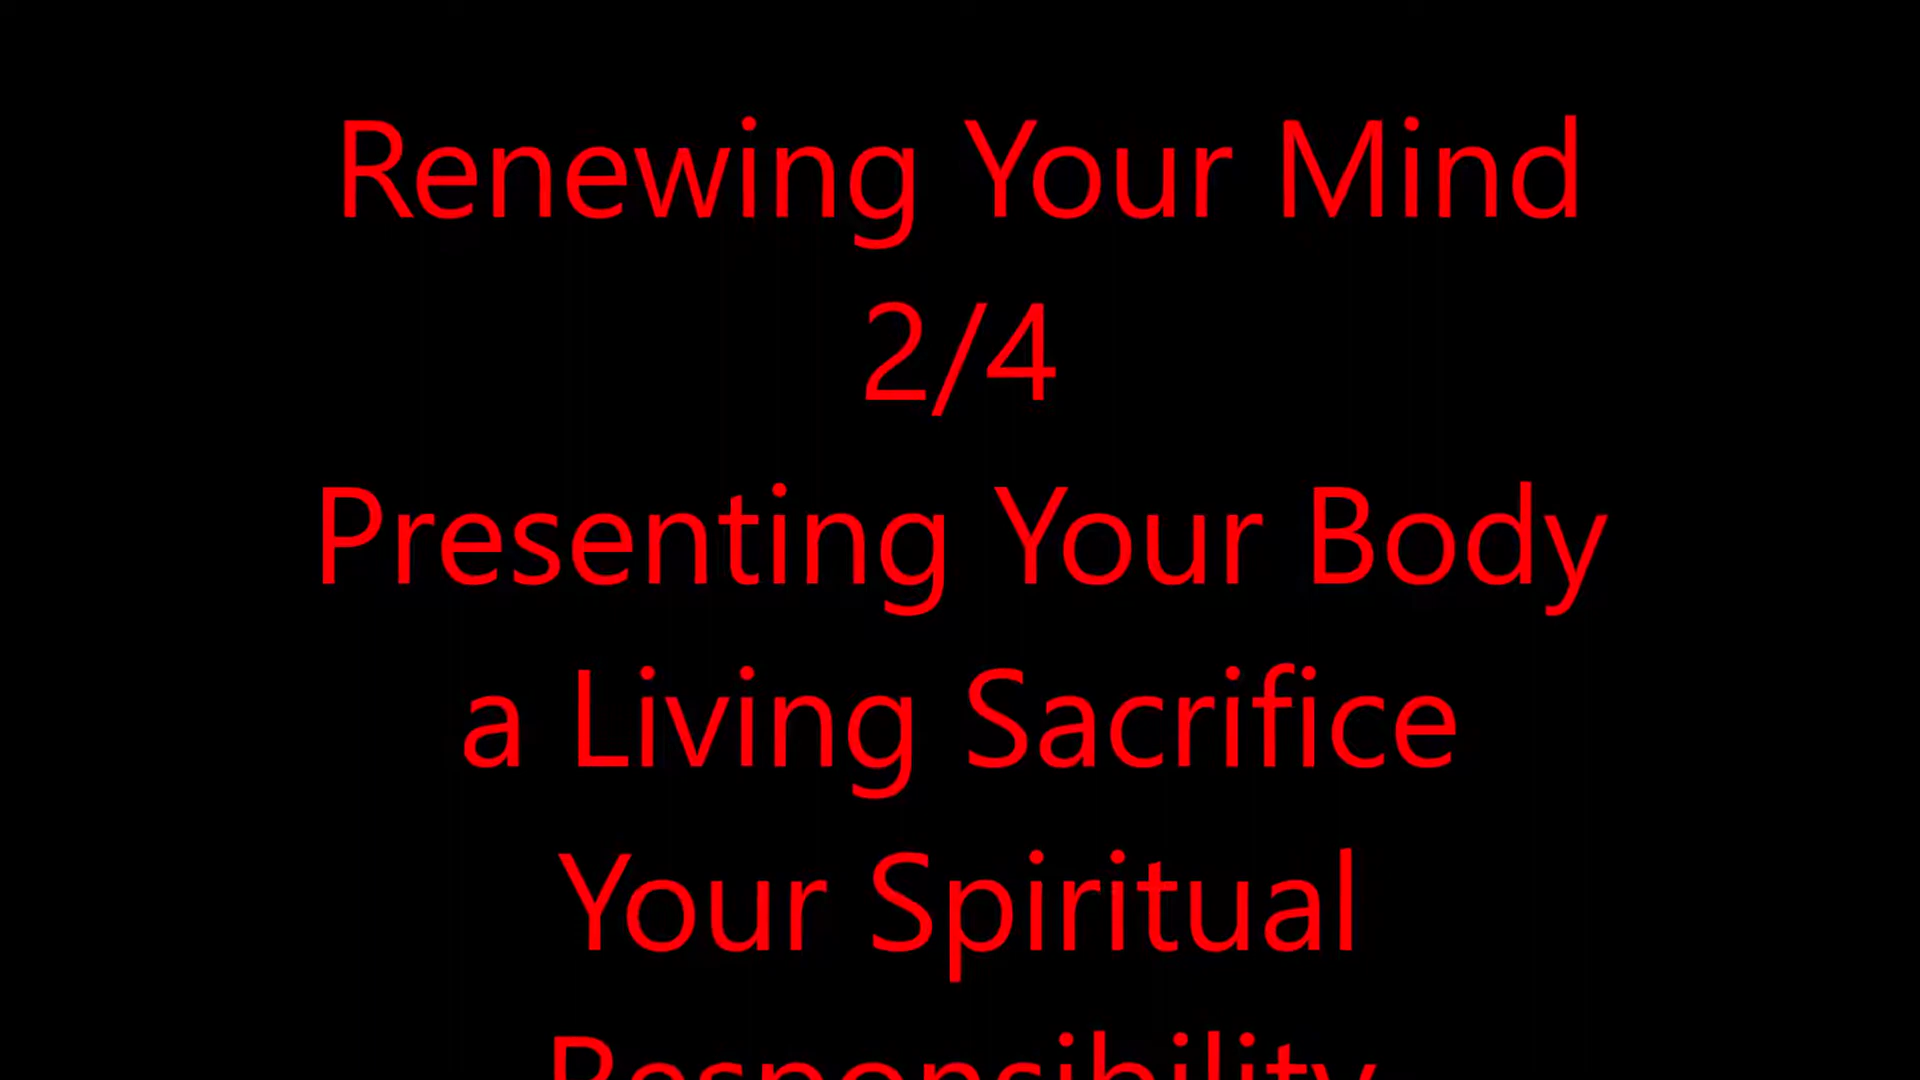 Renewing Your Mind
2/4
Presenting Your Body
a Living Sacrifice
Your Spiritual
Responsibility